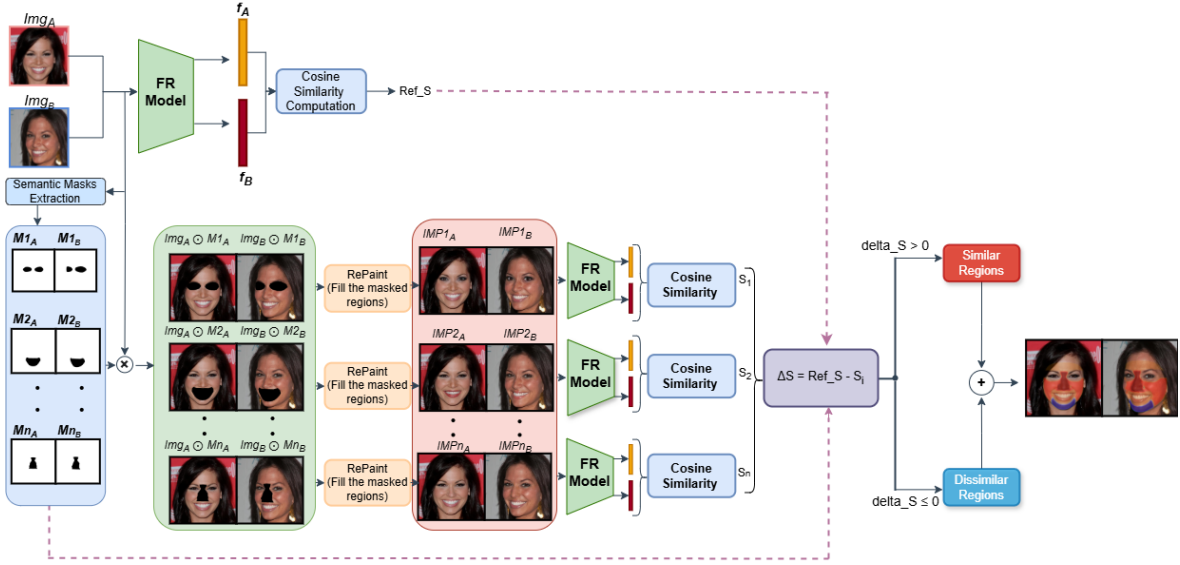 Img_A
Img_B
FR
Model
f_A
f_B
Cosine
Similarity
Computation
Ref_S
Semantic Masks
Extraction
M1_A M1_B
M2_A M2_B
Mn_A Mn_B
×
Img_A ⊙ M1_A Img_B ⊙ M1_B
Img_A ⊙ M2_A Img_B ⊙ M2_B
Img_A ⊙ Mn_A Img_B ⊙ Mn_B
RePaint
(Fill the masked
regions)
RePaint
(Fill the masked
regions)
RePaint
(Fill the masked
regions)
IMP1_A IMP1_B
IMP2_A IMP2_B
IMPn_A IMPn_B
FR
Model
FR
Model
FR
Model
Cosine
Similarity
S_1
Cosine
Similarity
S_2
Cosine
Similarity
S_n
ΔS = Ref_S - S_i
delta_S > 0
Similar
Regions
+
delta_S ≤ 0
Dissimilar
Regions